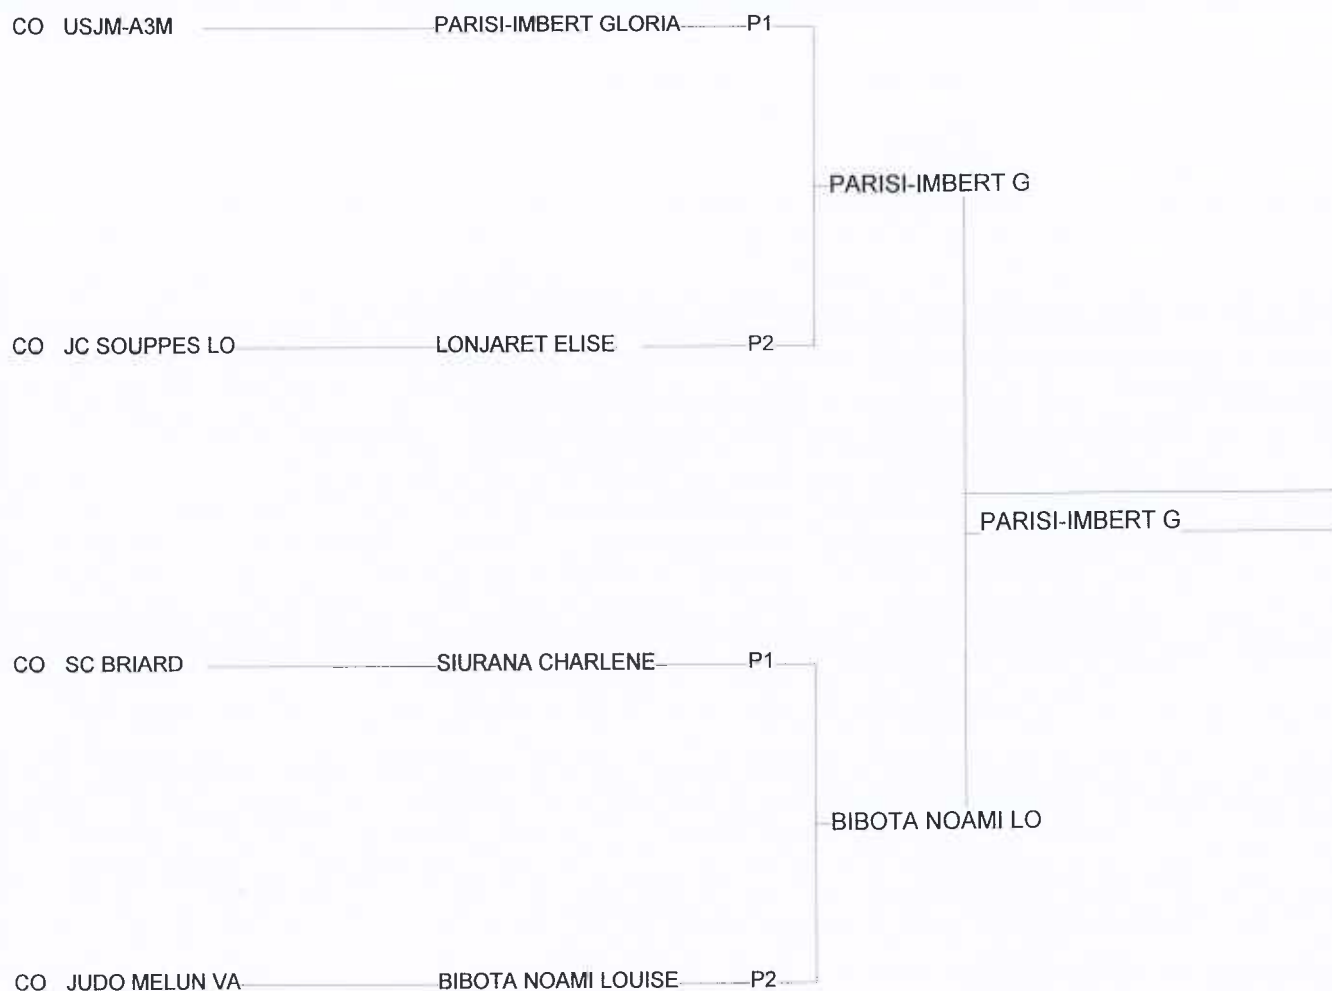 CO USJM-A3M PARISI-IMBERT GLORIA P1
PARISI-IMBERT G
CO JC SOUPPES LO LONJARET ELISE P2
PARISI-IMBERT G
CO SC BRIARD SIURANA CHARLENE P1
BIBOTA NOAMI LO
CO JUDO MELUN VA BIBOTA NOAMI LOUISE P2